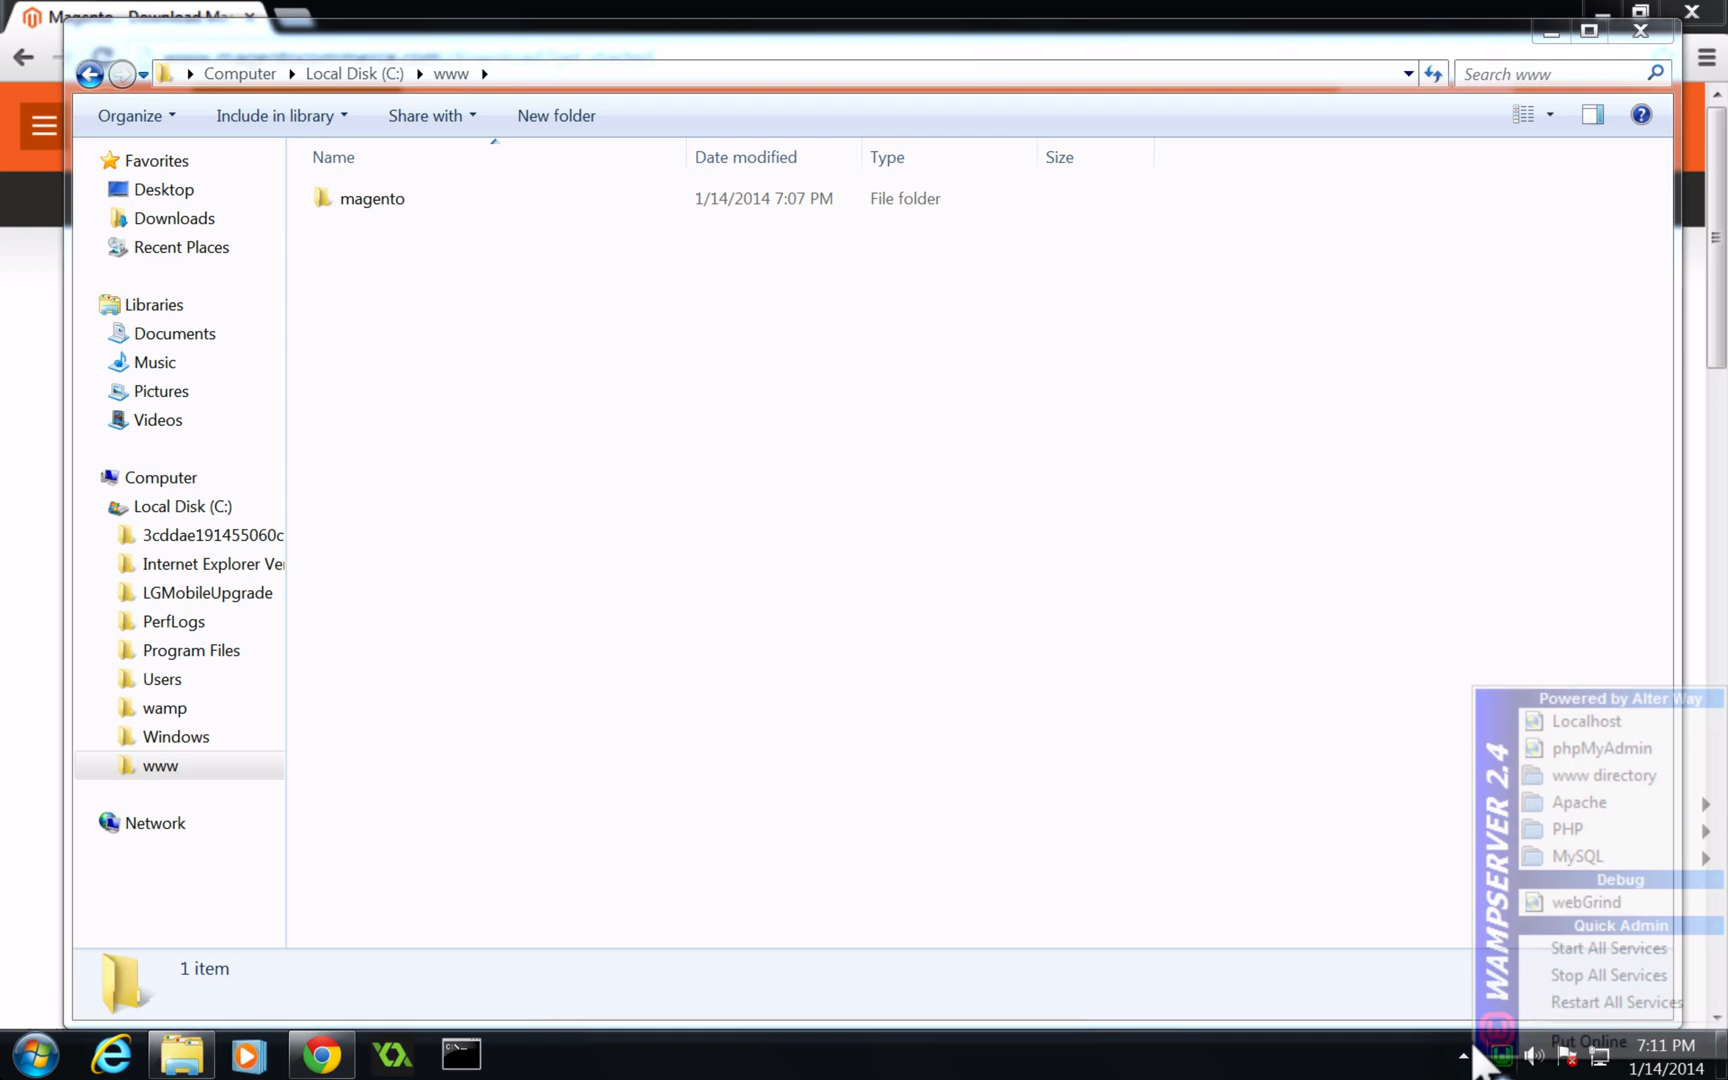 Magento - Download Ma
Computer Local Disk (C:) www
Search www
Organize Include in library Share with New folder
Name Date modified Type Size
magento 1/14/2014 7:07 PM File folder
Favorites
Desktop
Downloads
Recent Places
Libraries
Documents
Music
Pictures
Videos
Computer
Local Disk (C:)
3cddae191455060c
Internet Explorer Ver
LGMobileUpgrade
PerfLogs
Program Files
Users
wamp
Windows
www
Network
1 item
WAMPSERVER 2.4
Powered by Alter Way
Localhost
phpMyAdmin
www directory
Apache
PHP
MySQL
Debug
webGrind
Quick Admin
Start All Services
Stop All Services
Restart All Services
Put Online
7:11 PM
1/14/2014